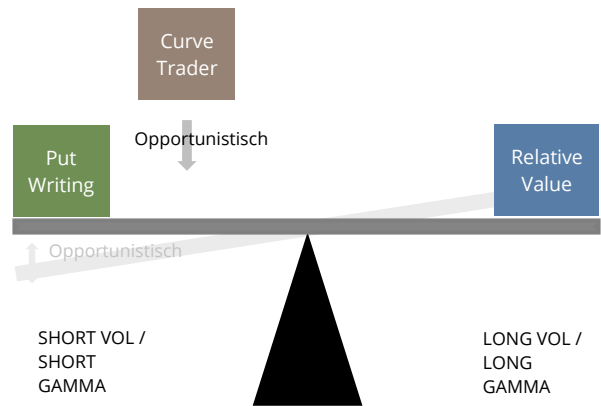 Curve
Trader
Opportunistisch
Put
Writing
Relative
Value
Opportunistisch
SHORT VOL /
SHORT
GAMMA
LONG VOL /
LONG
GAMMA